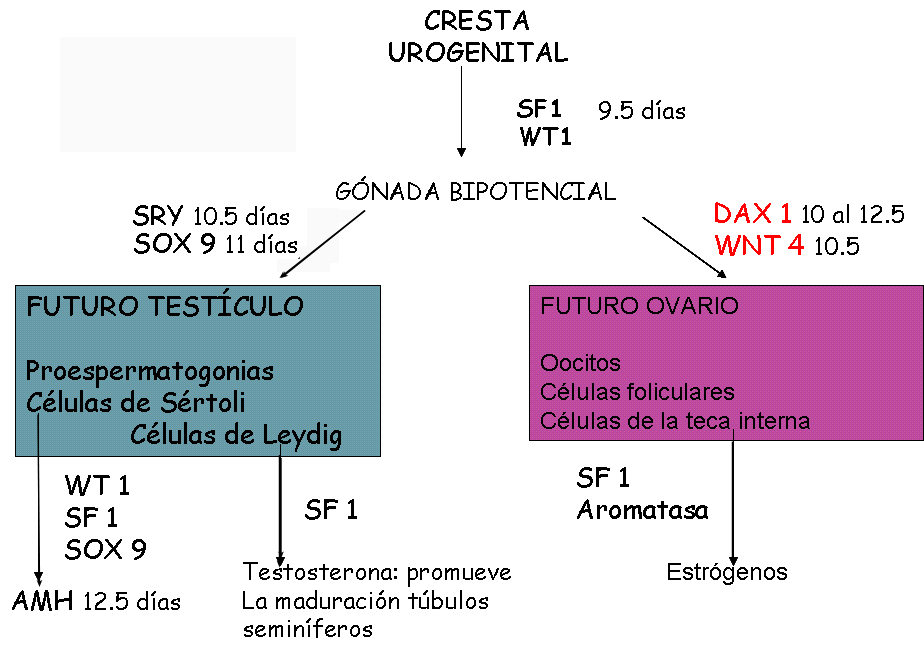 CRESTA
UROGENITAL
SF1 9.5 días
WT1
GÓNADA BIPOTENCIAL
SRY 10.5 días
SOX 9 11 días
DAX 1 10 al 12.5
WNT 4 10.5
FUTURO TESTÍCULO
Proespermatogonias
Células de Sértoli
Células de Leydig
FUTURO OVARIO
Oocitos
Células foliculares
Células de la teca interna
WT 1
SF 1
SOX 9
AMH 12.5 días
SF 1
Testosterona: promueve
La maduración túbulos
seminíferos
SF 1
Aromatasa
Estrógenos